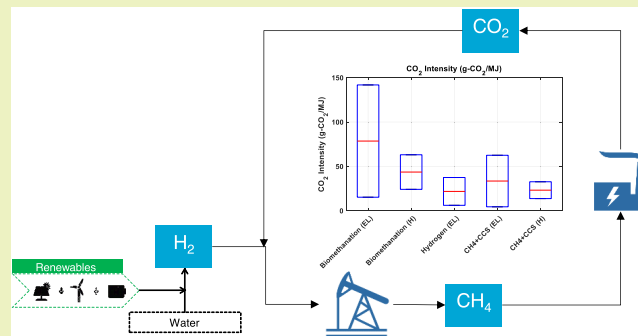 CO₂
CO₂ Intensity (g-CO₂/MJ)
CO₂ Intensity (g-CO₂/MJ)
150
100
50
0
Biomethanation (EL)
Biomethanation (H)
Hydrogen (EL)
CH4+CCS (EL)
CH4+CCS (H)
H₂
Renewables
Water
CH₄